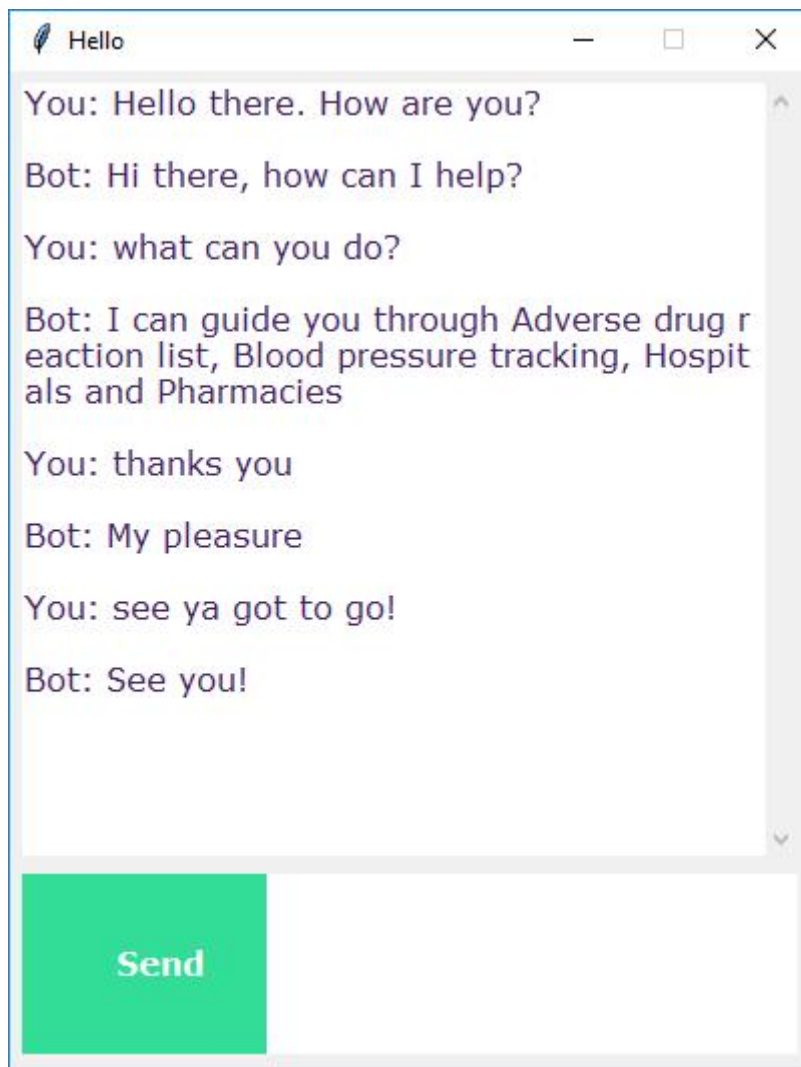 Hello
You: Hello there. How are you?
Bot: Hi there, how can I help?
You: what can you do?
Bot: I can guide you through Adverse drug r
eaction list, Blood pressure tracking, Hospit
als and Pharmacies
You: thanks you
Bot: My pleasure
You: see ya got to go!
Bot: See you!
Send